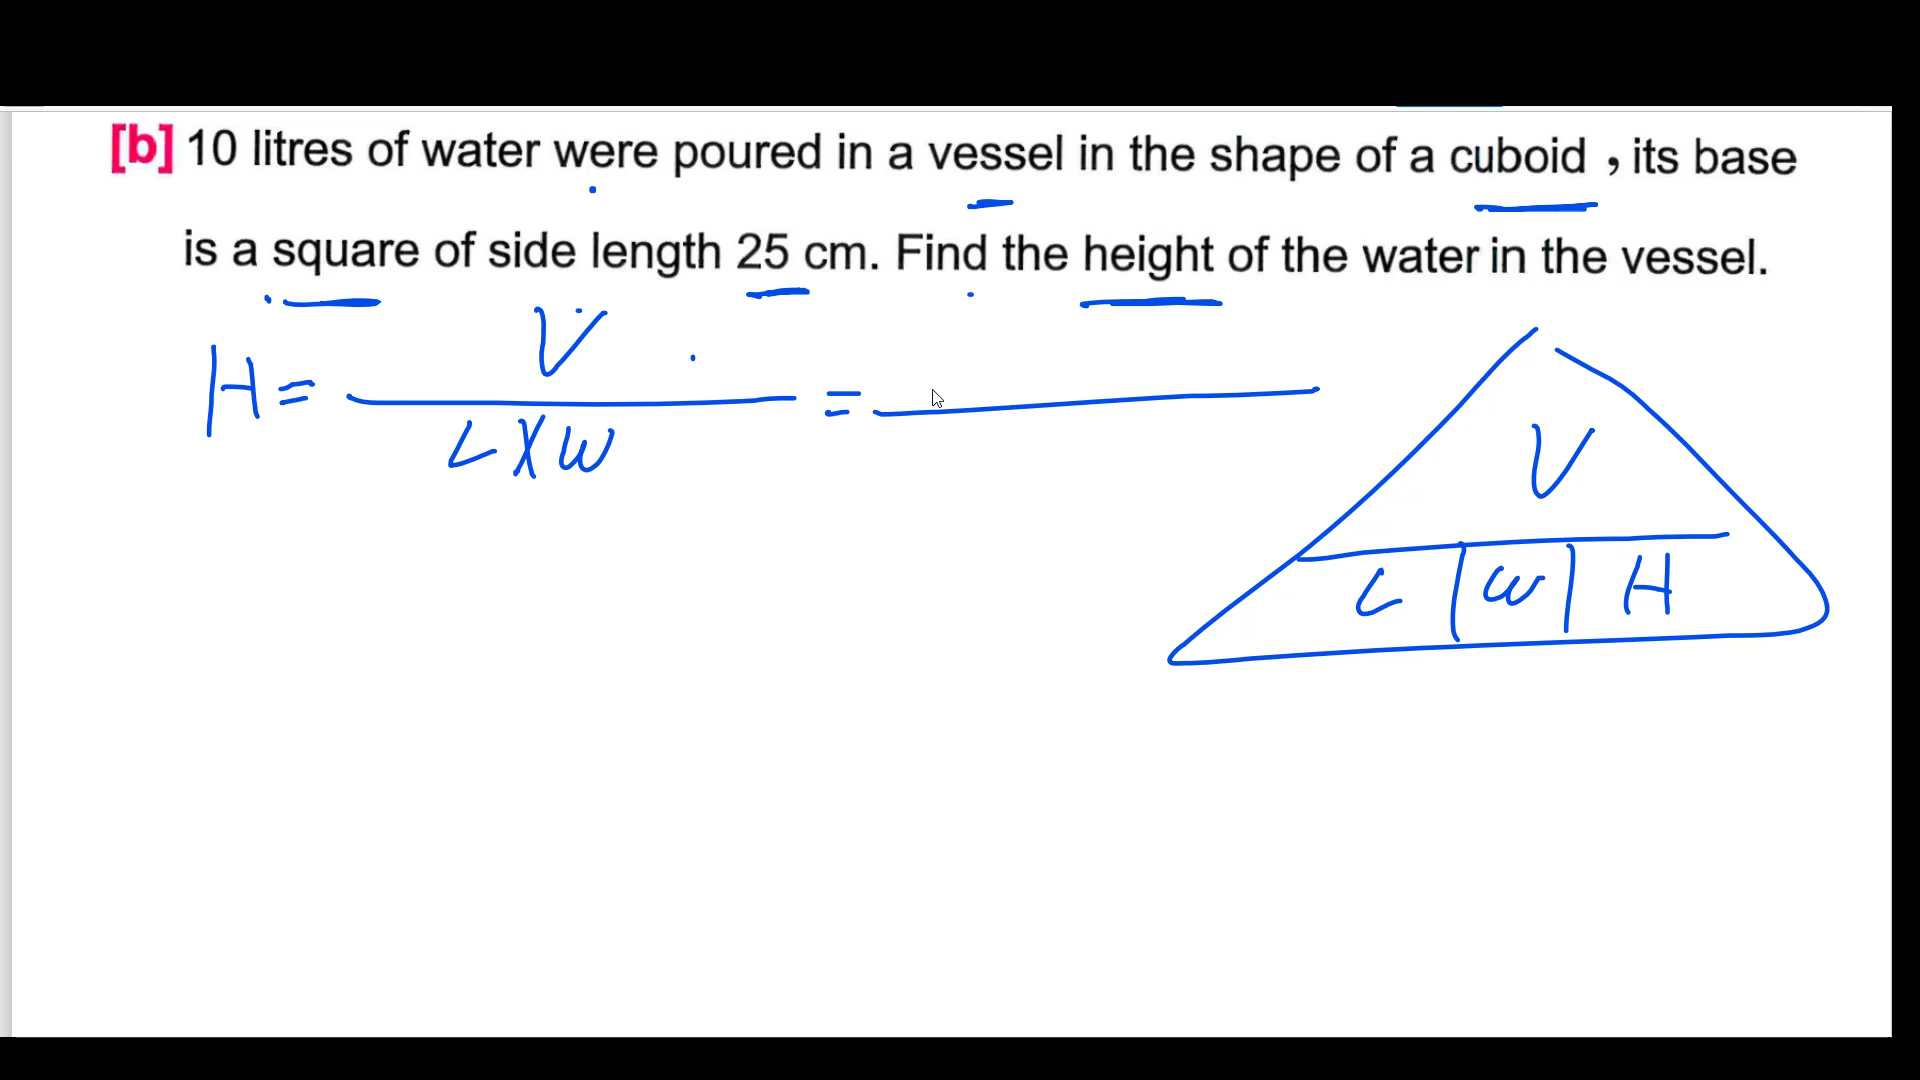 [b] 10 litres of water were poured in a vessel in the shape of a cuboid , its base
is a square of side length 25 cm. Find the height of the water in the vessel.
H = V / L X W =
V
L | W | H